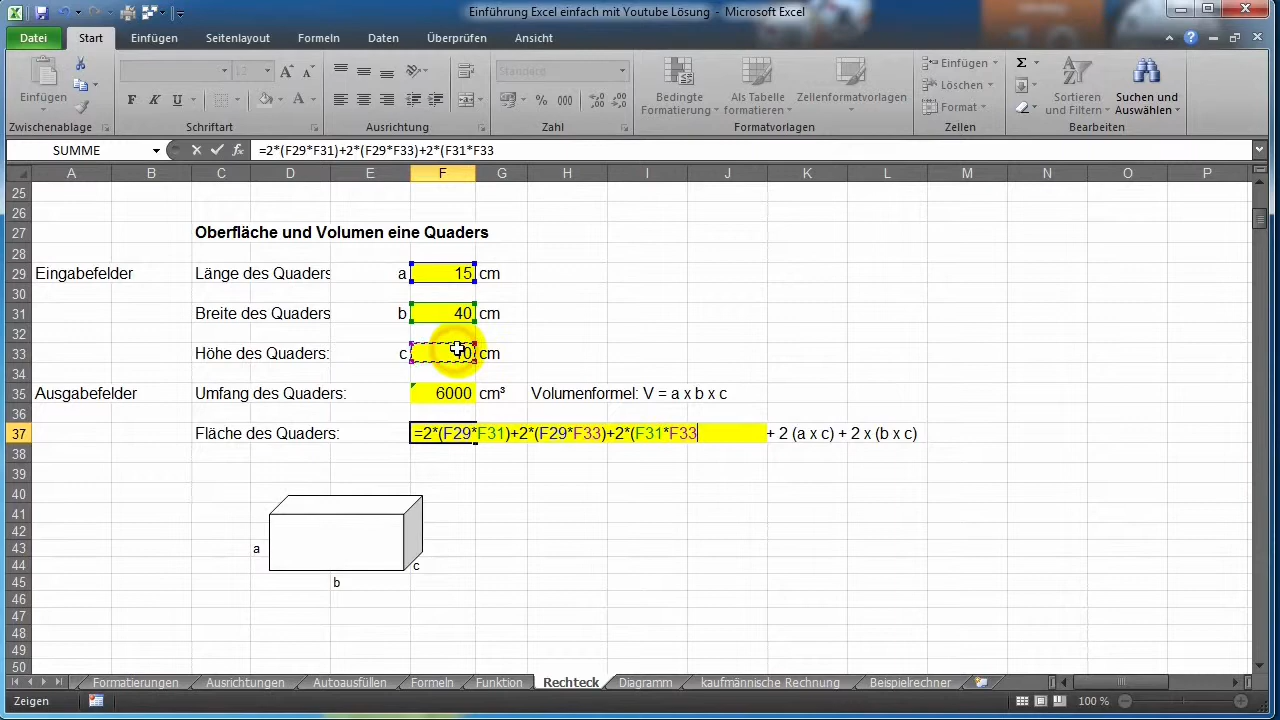 Einführung Excel einfach mit Youtube Lösung - Microsoft Excel
Datei Start Einfügen Seitenlayout Formeln Daten Überprüfen Ansicht
Einfügen
F K U
12
Standard
% 000
Bedingte Formatierung
Als Tabelle formatieren
Zellenformatvorlagen
Einfügen
Löschen
Format
Σ
Sortieren und Filtern
Suchen und Auswählen
Zwischenablage Schriftart Ausrichtung Zahl Formatvorlagen Zellen Bearbeiten
SUMME fx =2*(F29*F31)+2*(F29*F33)+2*(F31*F33
A B C D E F G H I J K L M N O P
25
26
27 Oberfläche und Volumen eine Quaders
28
29 Eingabefelder Länge des Quaders a 15 cm
30
31 Breite des Quaders b 40 cm
32
33 Höhe des Quaders: c cm
34
35 Ausgabefelder Umfang des Quaders: 6000 cm³ Volumenformel: V = a x b x c
36
37 Fläche des Quaders: =2*(F29*F31)+2*(F29*F33)+2*(F31*F33 + 2 (a x c) + 2 x (b x c)
38
39
40
41
42
43 a
44 c
45 b
46
47
48
49
50
Formatierungen Ausrichtungen Autoausfüllen Formeln Funktion Rechteck Diagramm kaufmännische Rechnung Beispielrechner
Zeigen 100 %